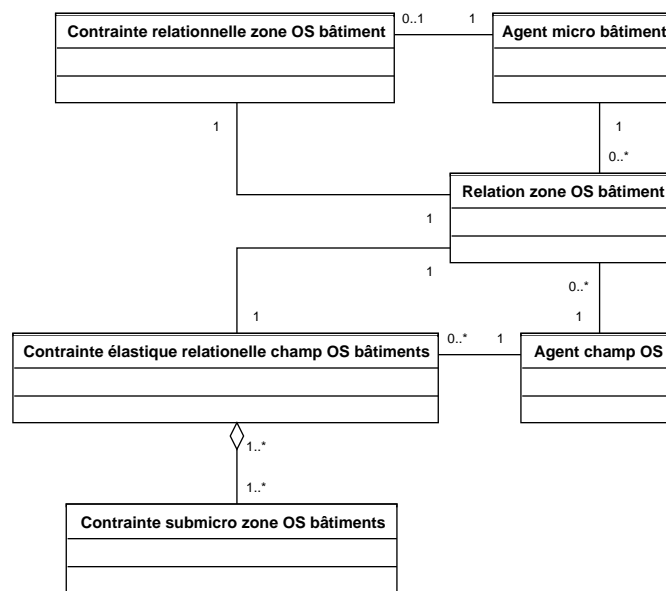 Contrainte relationnelle zone OS bâtiment
0..1
1
Agent micro bâtiment
1
1
0..*
Relation zone OS bâtiment
1
1
0..*
1
1
Contrainte élastique relationelle champ OS bâtiments
0..*
1
Agent champ OS
1..*
1..*
Contrainte submicro zone OS bâtiments